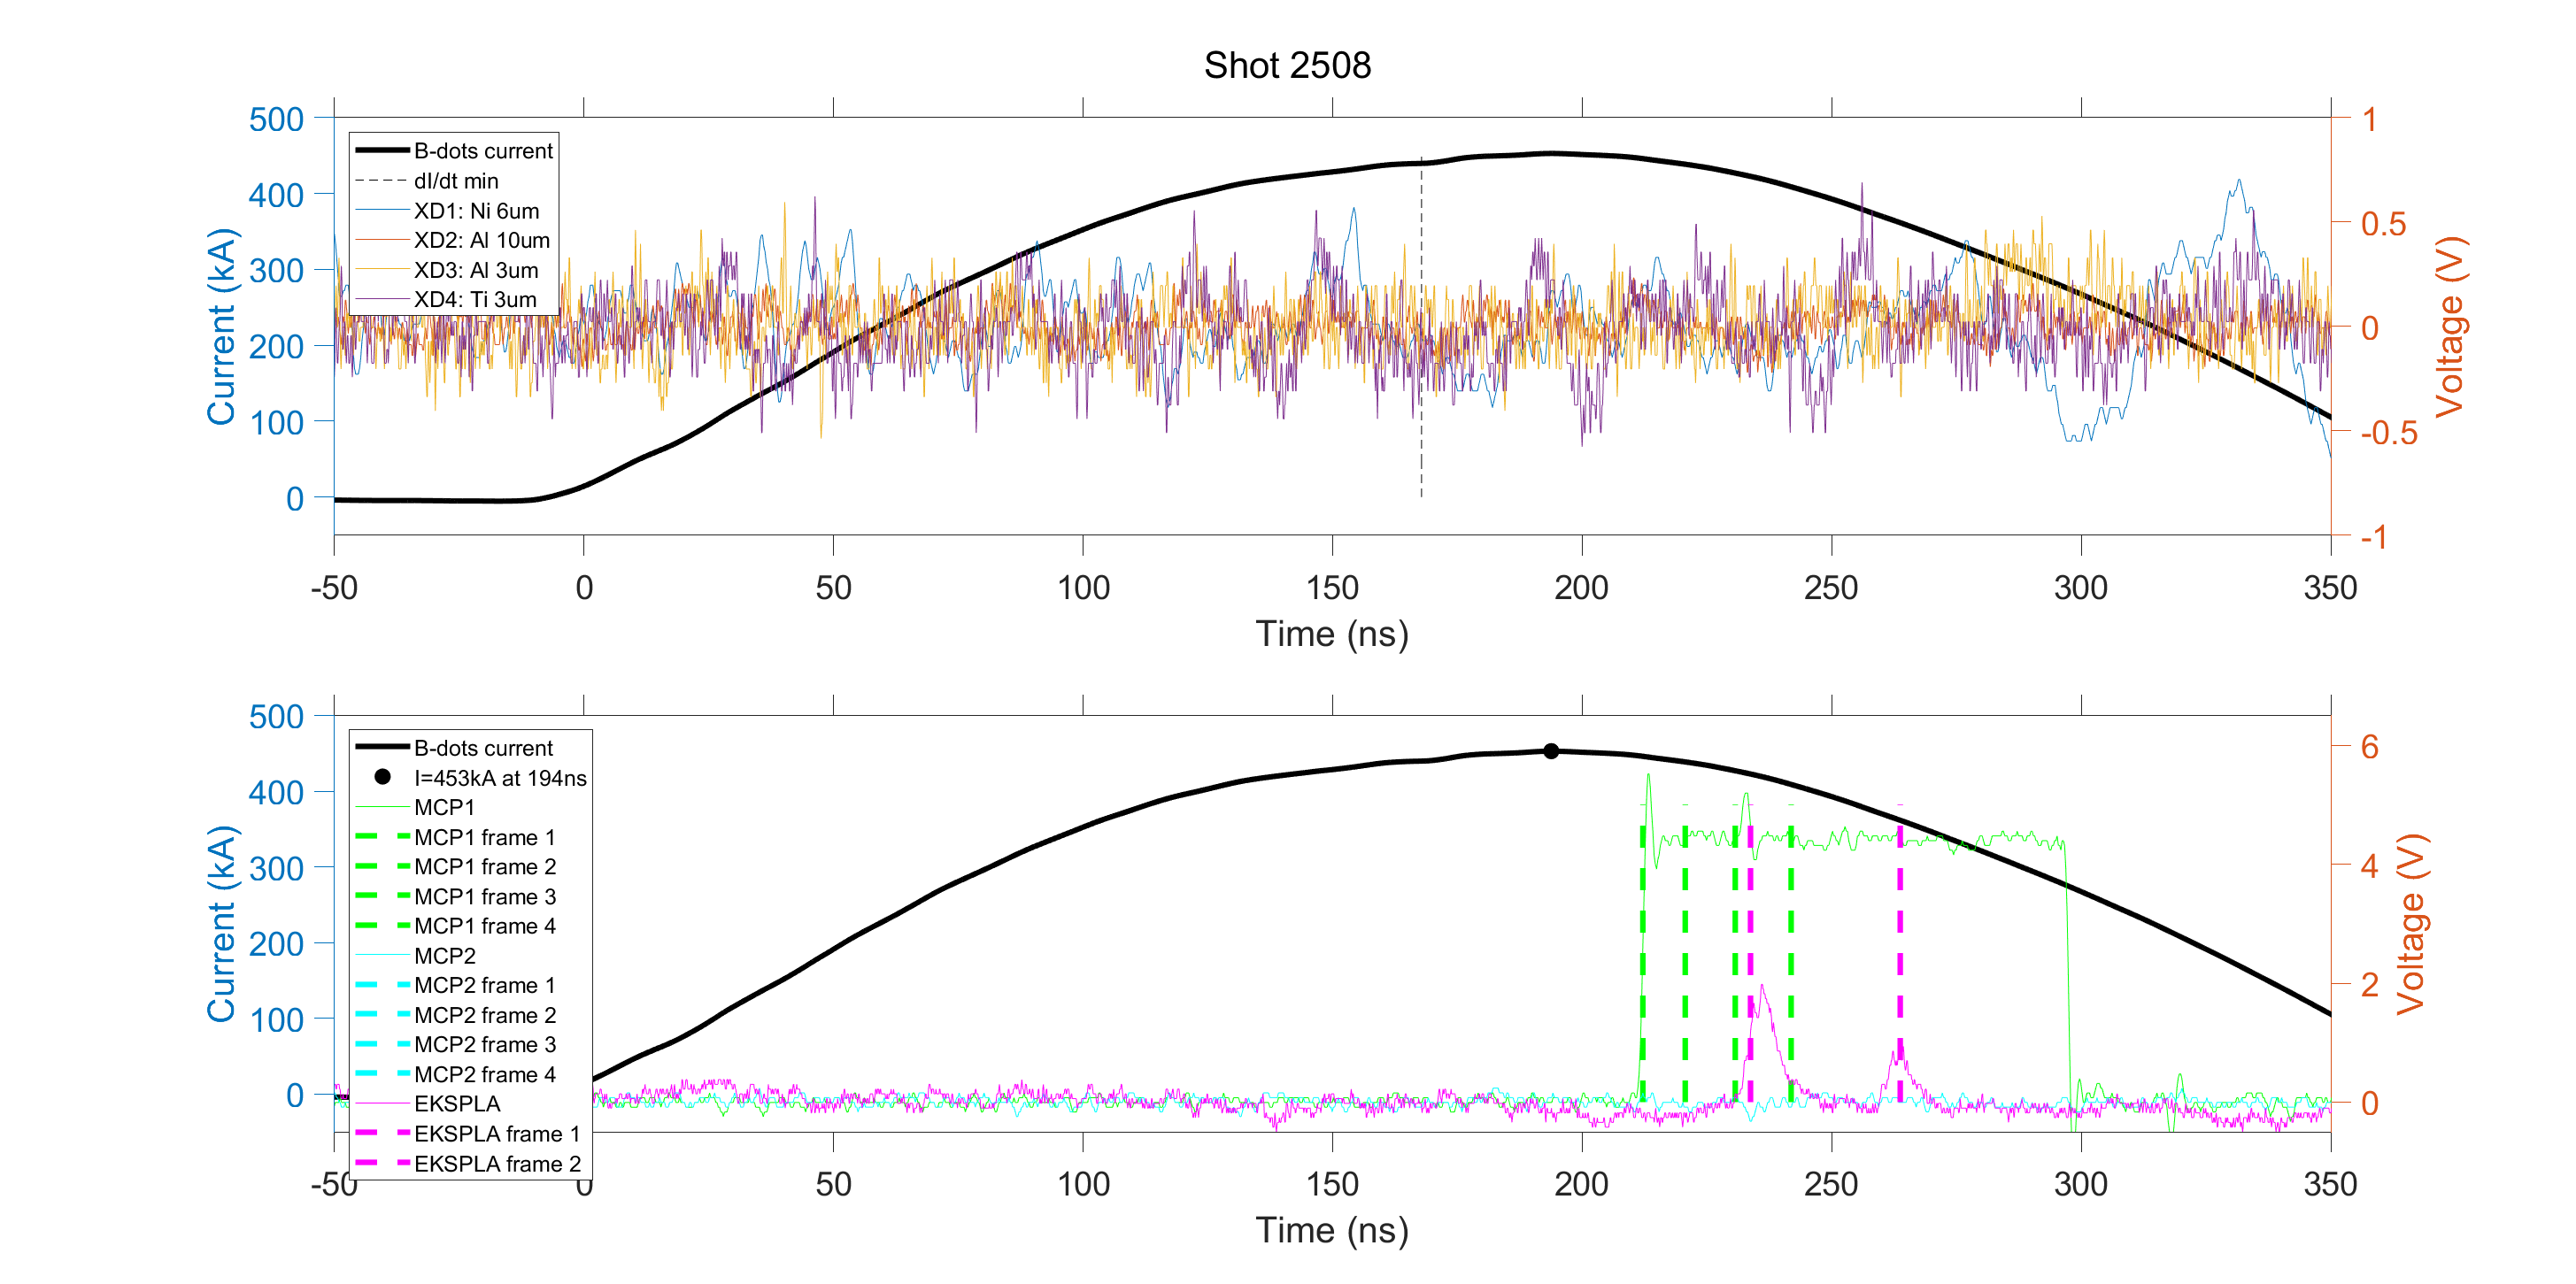 Shot 2508
500
400
300
200
100
0
Current (kA)
B-dots current
dI/dt min
XD1: Ni 6um
XD2: Al 10um
XD3: Al 3um
XD4: Ti 3um
1
0.5
0
-0.5
-1
Voltage (V)
-50 0 50 100 150 200 250 300 350
Time (ns)
500
400
300
200
100
0
Current (kA)
B-dots current
I=453kA at 194ns
MCP1
MCP1 frame 1
MCP1 frame 2
MCP1 frame 3
MCP1 frame 4
MCP2
MCP2 frame 1
MCP2 frame 2
MCP2 frame 3
MCP2 frame 4
EKSPLA
EKSPLA frame 1
EKSPLA frame 2
6
4
2
0
Voltage (V)
-50 0 50 100 150 200 250 300 350
Time (ns)